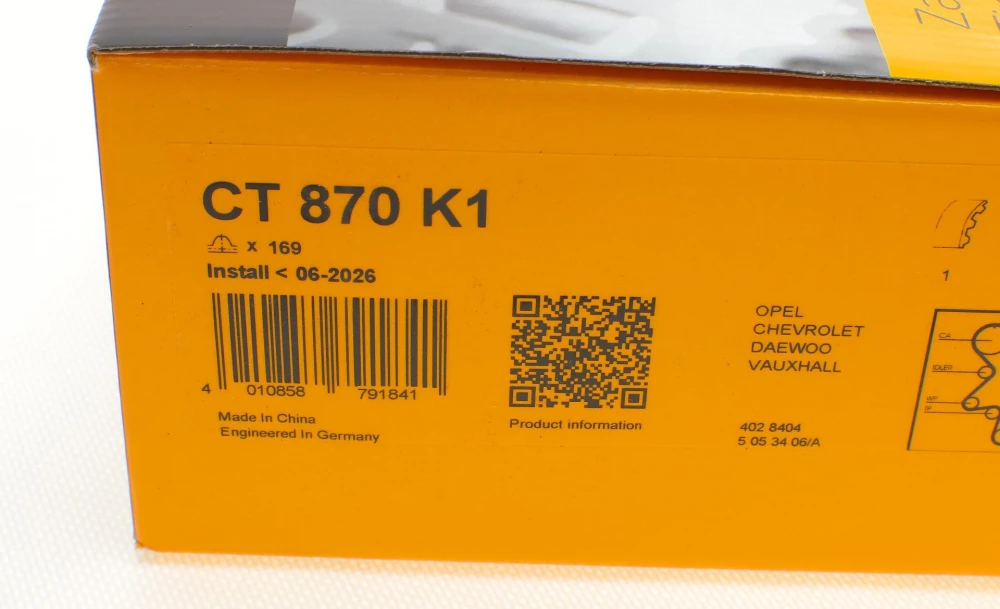 Za
CT 870 K1
x 169
Install < 06-2026
4 010858 791841
Made In China
Engineered In Germany
Product information
OPEL
CHEVROLET
DAEWOO
VAUXHALL
402 8404
5 05 34 06/A
1
CA
IDLER
WP